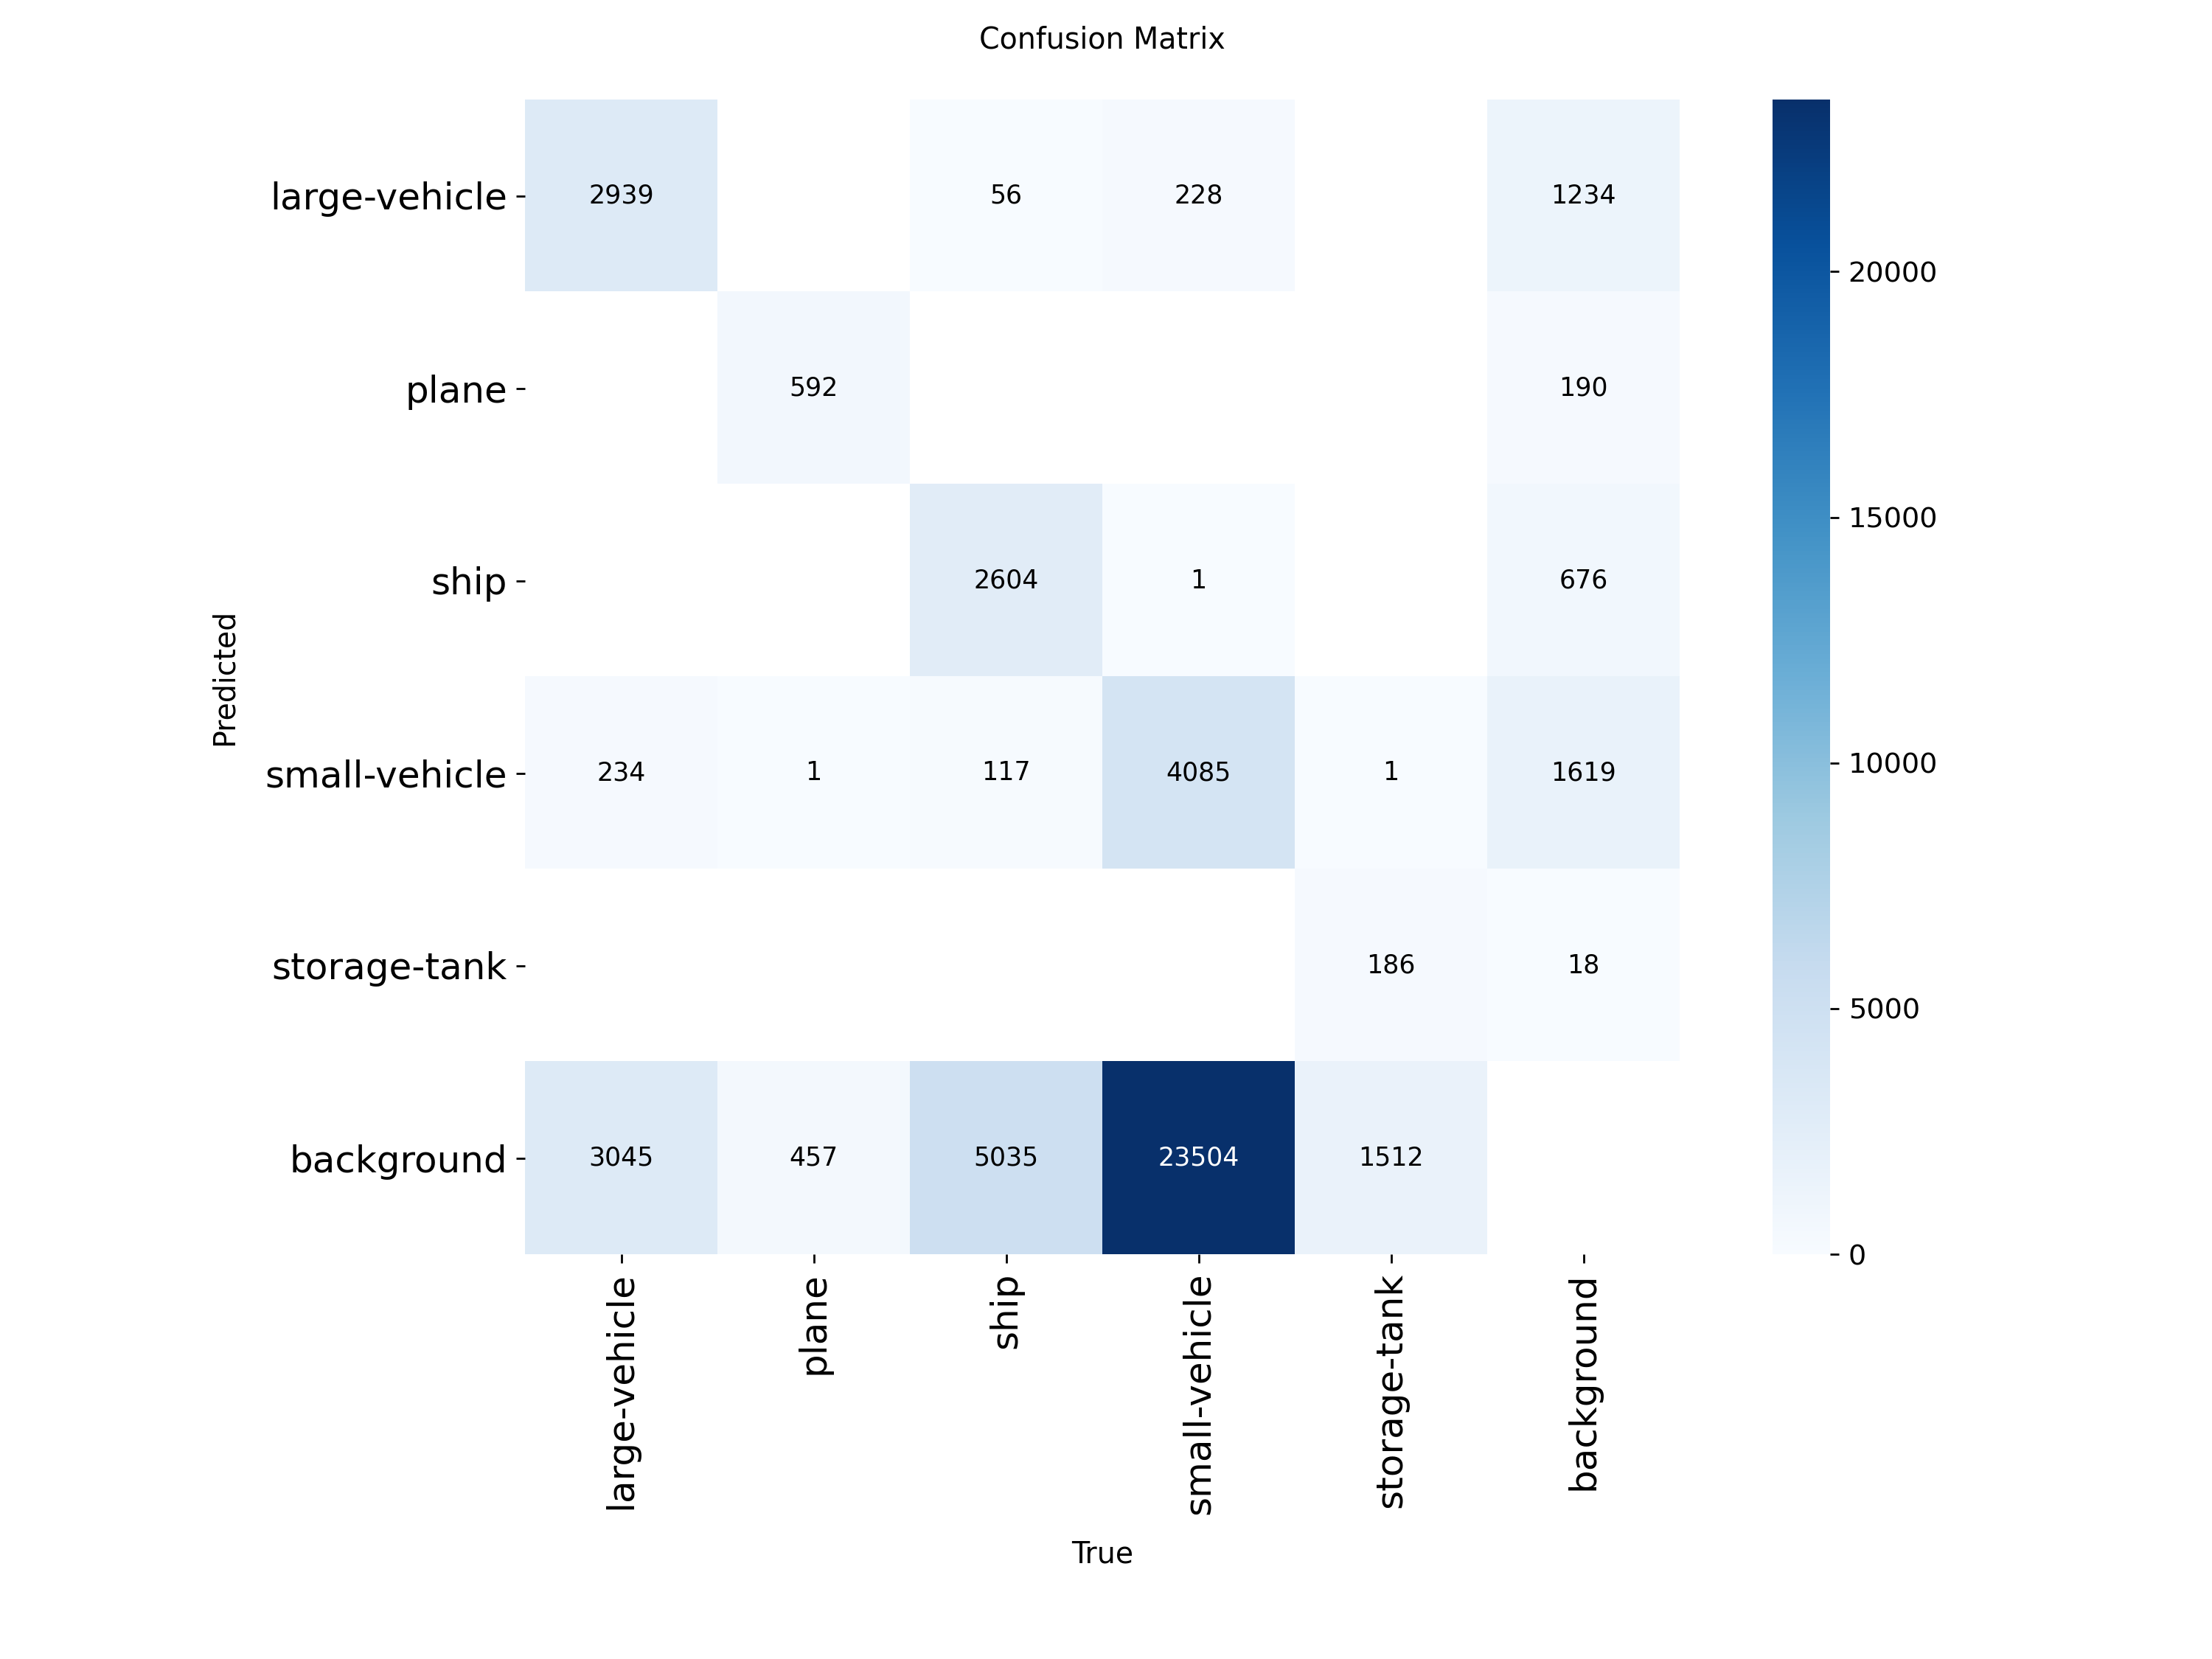 Confusion Matrix
large-vehicle 2939 56 228 1234
plane 592 190
ship 2604 1 676
small-vehicle 234 1 117 4085 1 1619
storage-tank 186 18
background 3045 457 5035 23504 1512
Predicted
large-vehicle
plane
ship
small-vehicle
storage-tank
background
True
20000
15000
10000
5000
0